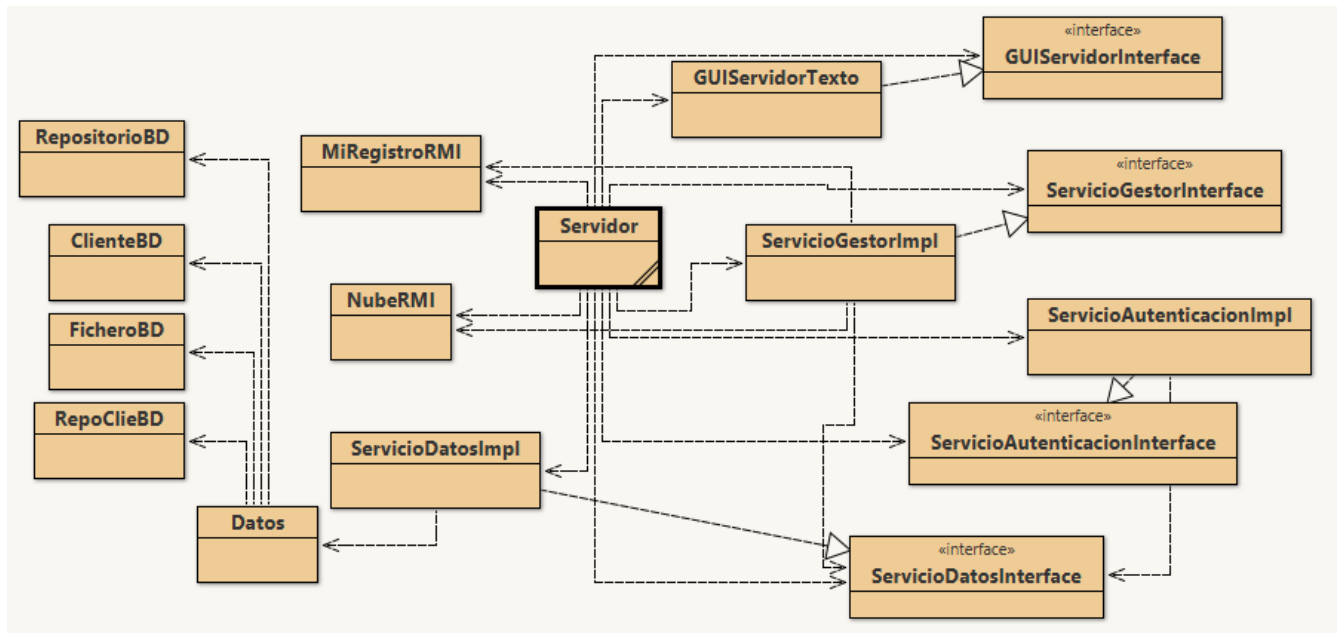 «interface»
GUIServidorInterface
GUIServidorTexto
RepositorioBD
MiRegistroRMI
«interface»
ServicioGestorInterface
Servidor
ClienteBD
ServicioGestorImpl
NubeRMI
ServicioAutenticacionImpl
FicheroBD
RepoClieBD
«interface»
ServicioAutenticacionInterface
ServicioDatosImpl
Datos
«interface»
ServicioDatosInterface